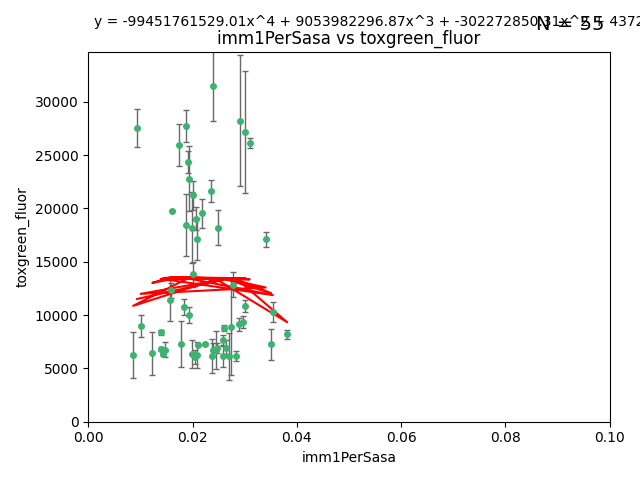 y = -99451761529.01x^4 + 9053982296.87x^3 + -302272850.31x^2 + 4372
N = 55
imm1PerSasa vs toxgreen_fluor
30000
25000
20000
15000
10000
5000
0
toxgreen_fluor
0.00 0.02 0.04 0.06 0.08 0.10
imm1PerSasa